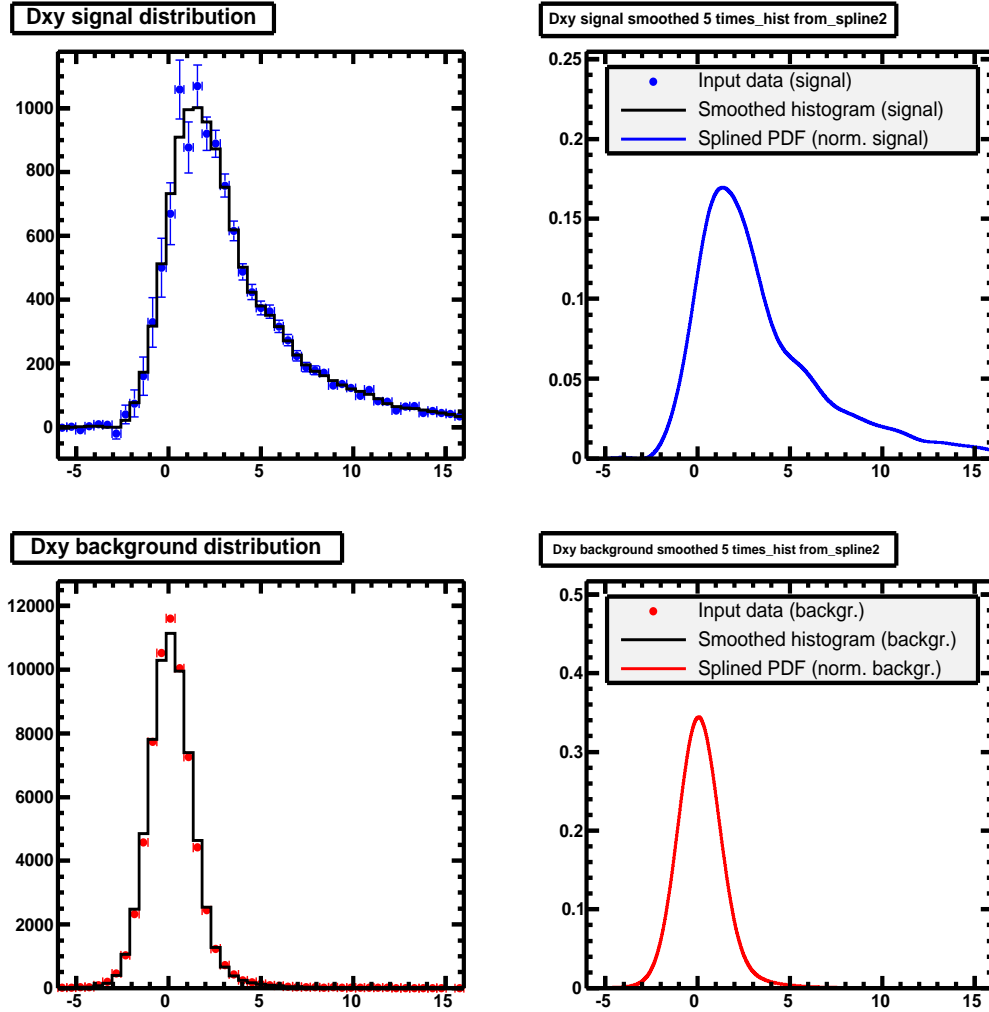 Dxy signal distribution
1000
800
600
400
200
0
-5 0 5 10 15
Dxy signal smoothed 5 times_hist from_spline2
0.25
0.2
0.15
0.1
0.05
0
Input data (signal)
Smoothed histogram (signal)
Splined PDF (norm. signal)
-5 0 5 10 15
Dxy background distribution
12000
10000
8000
6000
4000
2000
0
-5 0 5 10 15
Dxy background smoothed 5 times_hist from_spline2
0.5
0.4
0.3
0.2
0.1
0
Input data (backgr.)
Smoothed histogram (backgr.)
Splined PDF (norm. backgr.)
-5 0 5 10 15